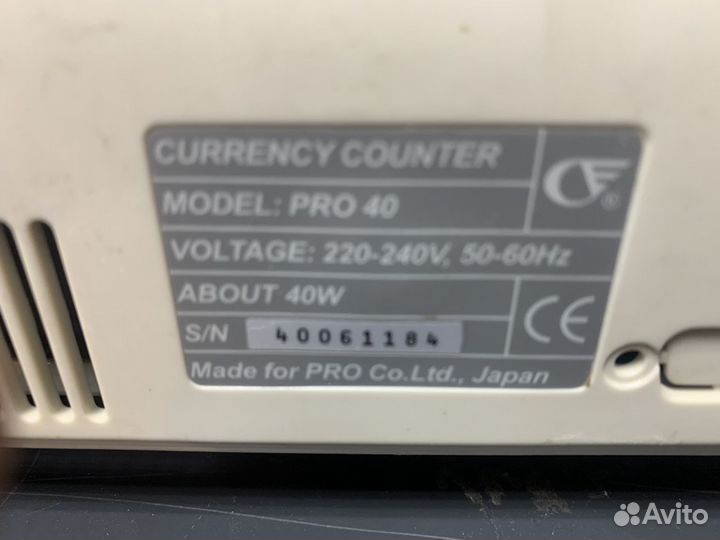 CURRENCY COUNTER
MODEL: PRO 40
®
VOLTAGE: 220-240V, 50-60Hz
ABOUT 40W
S/N 40061184
CE
Made for PRO Co.Ltd., Japan
Avito